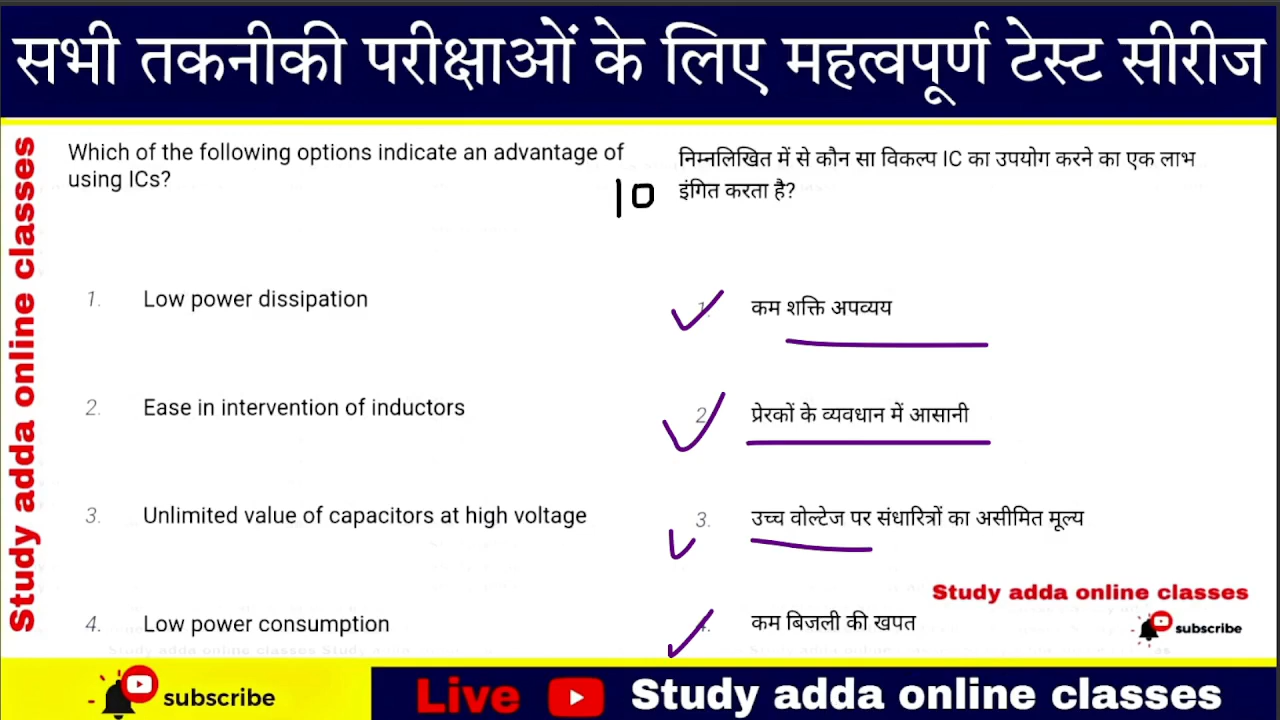 सभी तकनीकी परीक्षाओं के लिए महत्वपूर्ण टेस्ट सीरीज
Study adda online classes
Which of the following options indicate an advantage of
using ICs?
10
निम्नलिखित में से कौन सा विकल्प IC का उपयोग करने का एक लाभ
इंगित करता है?
1. Low power dissipation
2. Ease in intervention of inductors
3. Unlimited value of capacitors at high voltage
4. Low power consumption
1. कम शक्ति अपव्यय
2. प्रेरकों के व्यवधान में आसानी
3. उच्च वोल्टेज पर संधारित्रों का असीमित मूल्य
4. कम बिजली की खपत
Study adda online classes
subscribe
subscribe
Live Study adda online classes